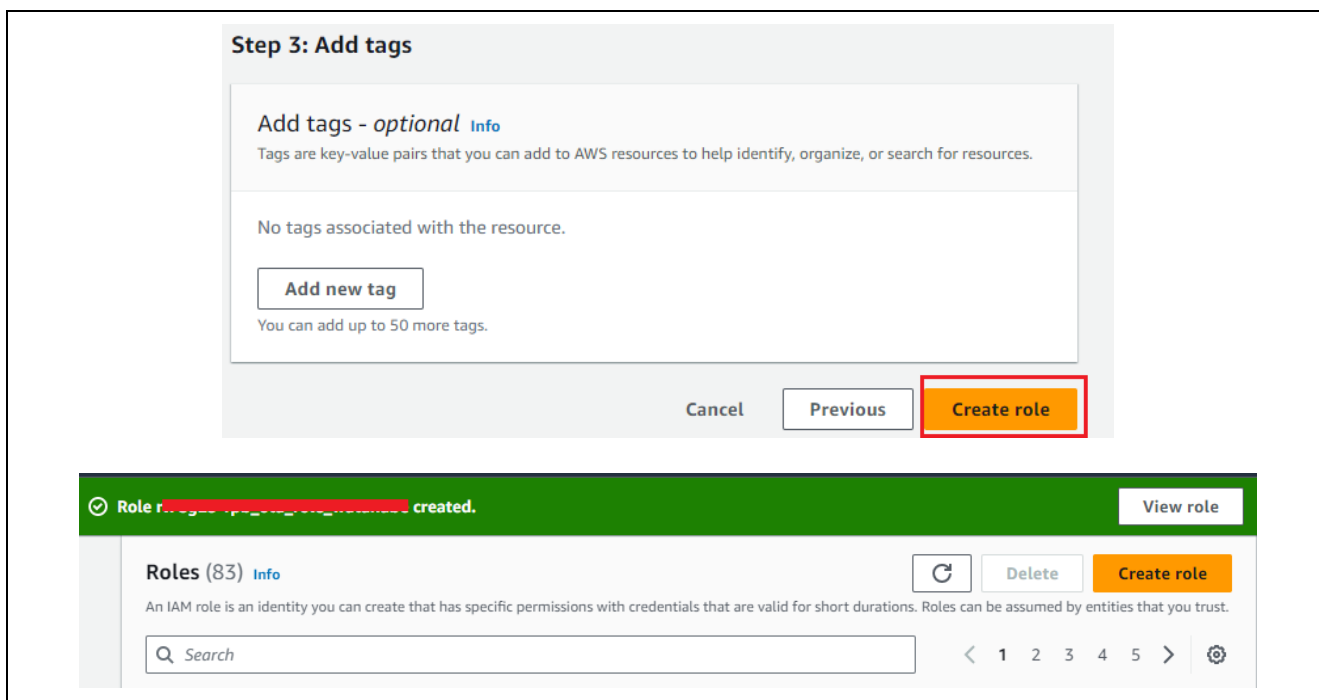 Step 3: Add tags
Add tags - optional Info
Tags are key-value pairs that you can add to AWS resources to help identify, organize, or search for resources.
No tags associated with the resource.
Add new tag
You can add up to 50 more tags.
Cancel Previous Create role
Role created. View role
Roles (83) Info Delete Create role
An IAM role is an identity you can create that has specific permissions with credentials that are valid for short durations. Roles can be assumed by entities that you trust.
Search 1 2 3 4 5